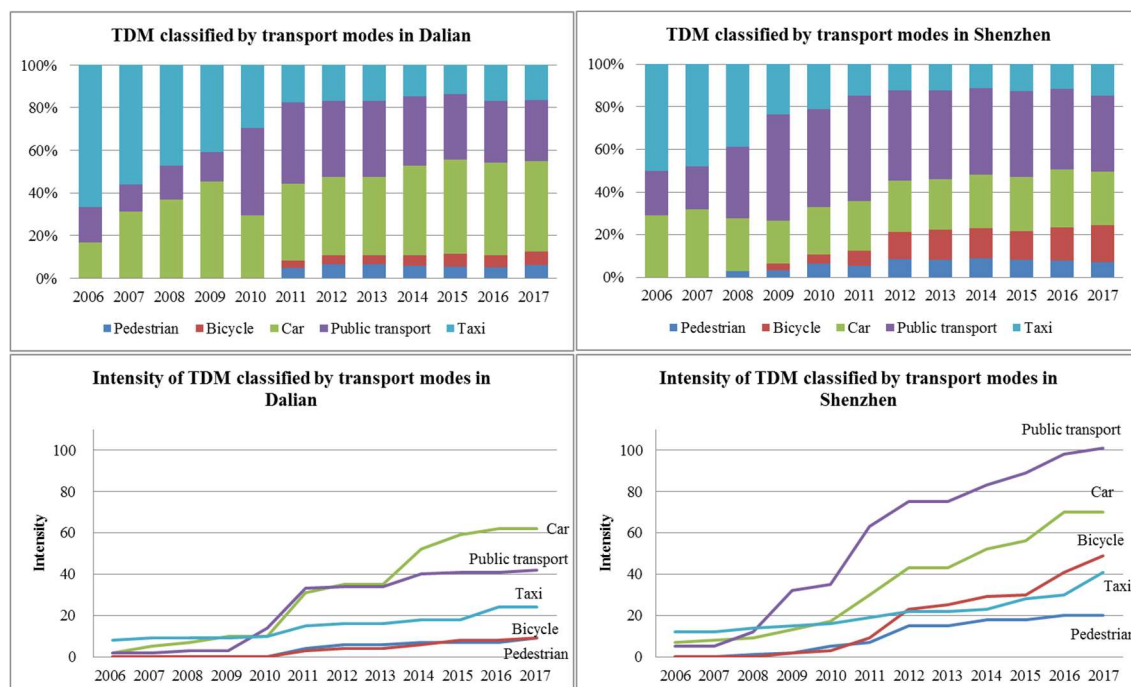 TDM classified by transport modes in Dalian
100%
80%
60%
40%
20%
0%
2006 2007 2008 2009 2010 2011 2012 2013 2014 2015 2016 2017
Pedestrian Bicycle Car Public transport Taxi
TDM classified by transport modes in Shenzhen
100%
80%
60%
40%
20%
0%
2006 2007 2008 2009 2010 2011 2012 2013 2014 2015 2016 2017
Pedestrian Bicycle Car Public transport Taxi
Intensity of TDM classified by transport modes in
Dalian
Intensity
100
80
60
40
20
0
Car
Public transport
Taxi
Bicycle
Pedestrian
2006 2007 2008 2009 2010 2011 2012 2013 2014 2015 2016 2017
Intensity of TDM classified by transport modes in
Shenzhen
Intensity
100
80
60
40
20
0
Public transport
Car
Bicycle
Taxi
Pedestrian
2006 2007 2008 2009 2010 2011 2012 2013 2014 2015 2016 2017